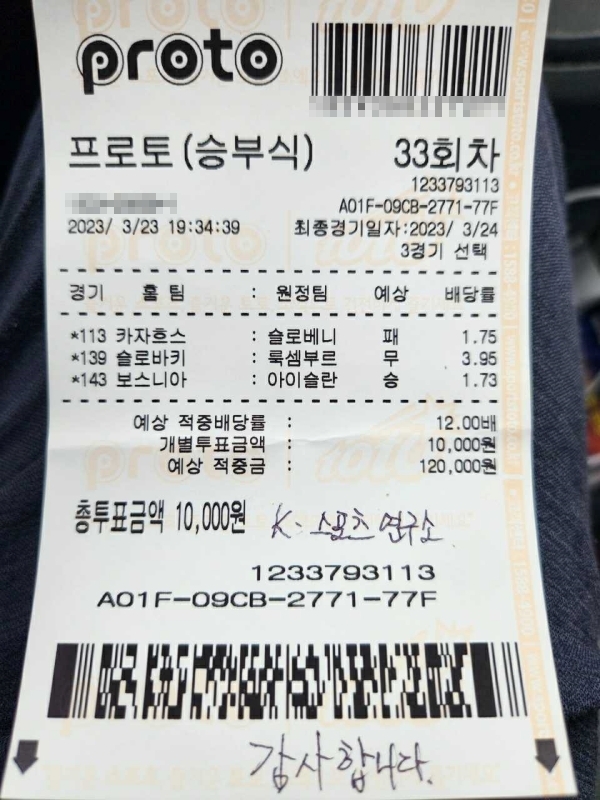 proto
프로토(승부식) 33회차
1233793113
A01F-09CB-2771-77F
2023/ 3/23 19:34:39 최종경기일자:2023/ 3/24
3경기 선택
경기 홈 팀 : 원정팀 예상 배당률
*113 카자흐스 : 슬로베니 패 1.75
*139 슬로바키 : 룩셈부르 무 3.95
*143 보스니아 : 아이슬란 승 1.73
예상 적중배당률 : 12.00배
개별투표금액 : 10,000원
예상 적중금 : 120,000원
총투표금액 10,000원 K-스포츠 연구소
1233793113
A01F-09CB-2771-77F
감사합니다.